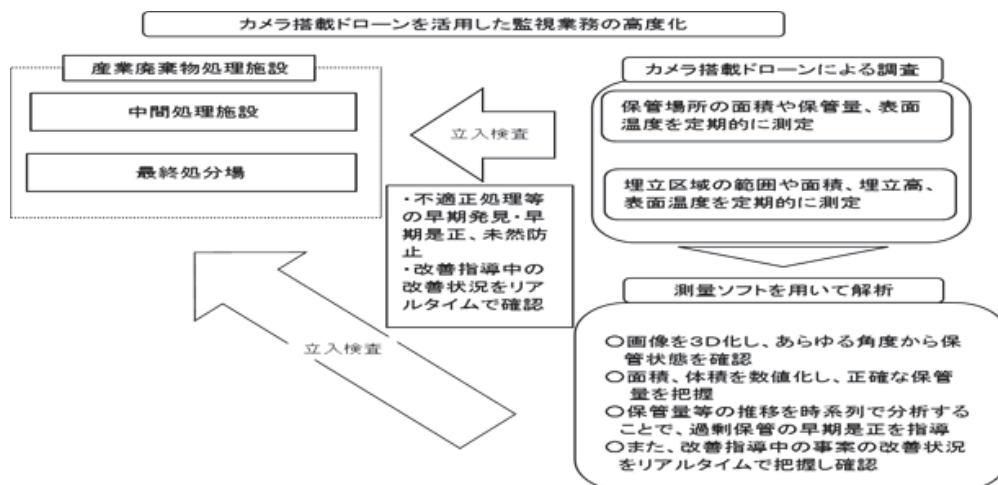 カメラ搭載ドローンを活用した監視業務の高度化
産業廃棄物処理施設
中間処理施設
最終処分場
立入検査
・不適正処理等
の早期発見・早
期是正、未然防
止
・改善指導中の
改善状況をリア
ルタイムで確認
立入検査
カメラ搭載ドローンによる調査
保管場所の面積や保管量、表面
温度を定期的に測定
埋立区域の範囲や面積、埋立高、
表面温度を定期的に測定
測量ソフトを用いて解析
○画像を3D化し、あらゆる角度から保
管状態を確認
○面積、体積を数値化し、正確な保管
量を把握
○保管量等の推移を時系列で分析する
ことで、過剰保管の早期是正を指導
○また、改善指導中の事案の改善状況
をリアルタイムで把握し確認